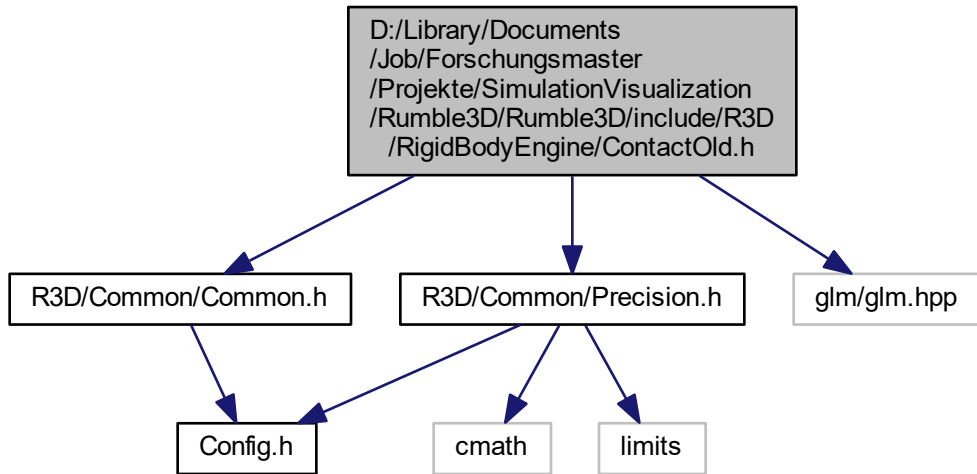 D:/Library/Documents
/Job/Forschungsmaster
/Projekte/SimulationVisualization
/Rumble3D/Rumble3D/include/R3D
/RigidBodyEngine/ContactOld.h
R3D/Common/Common.h
R3D/Common/Precision.h
glm/glm.hpp
Config.h
cmath
limits